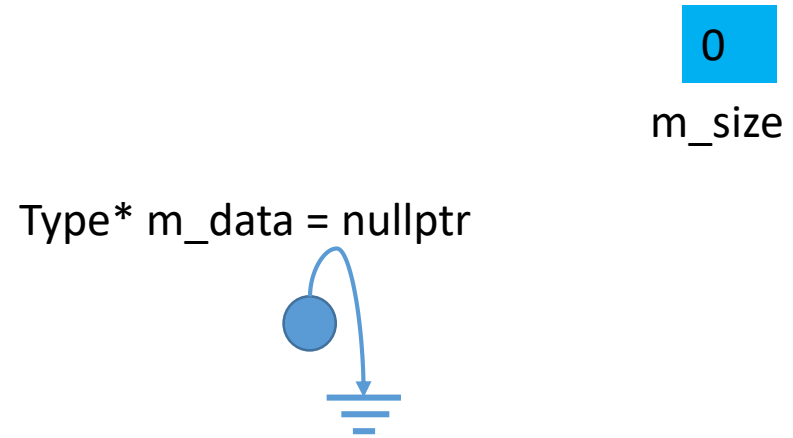 0
m_size
Type* m_data = nullptr